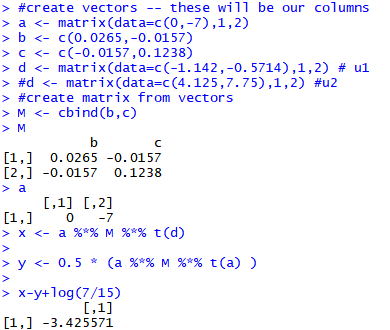 > #create vectors -- these will be our columns
> a <- matrix(data=c(0,-7),1,2)
> b <- c(0.0265,-0.0157)
> c <- c(-0.0157,0.1238)
> d <- matrix(data=c(-1.142,-0.5714),1,2) # u1
> #d <- matrix(data=c(4.125,7.75),1,2) #u2
> #create matrix from vectors
> M <- cbind(b,c)
> M
b c
[1,] 0.0265 -0.0157
[2,] -0.0157 0.1238
> a
[,1] [,2]
[1,] 0 -7
> x <- a %*% M %*% t(d)
>
> y <- 0.5 * (a %*% M %*% t(a) )
>
> x-y+log(7/15)
[,1]
[1,] -3.425571